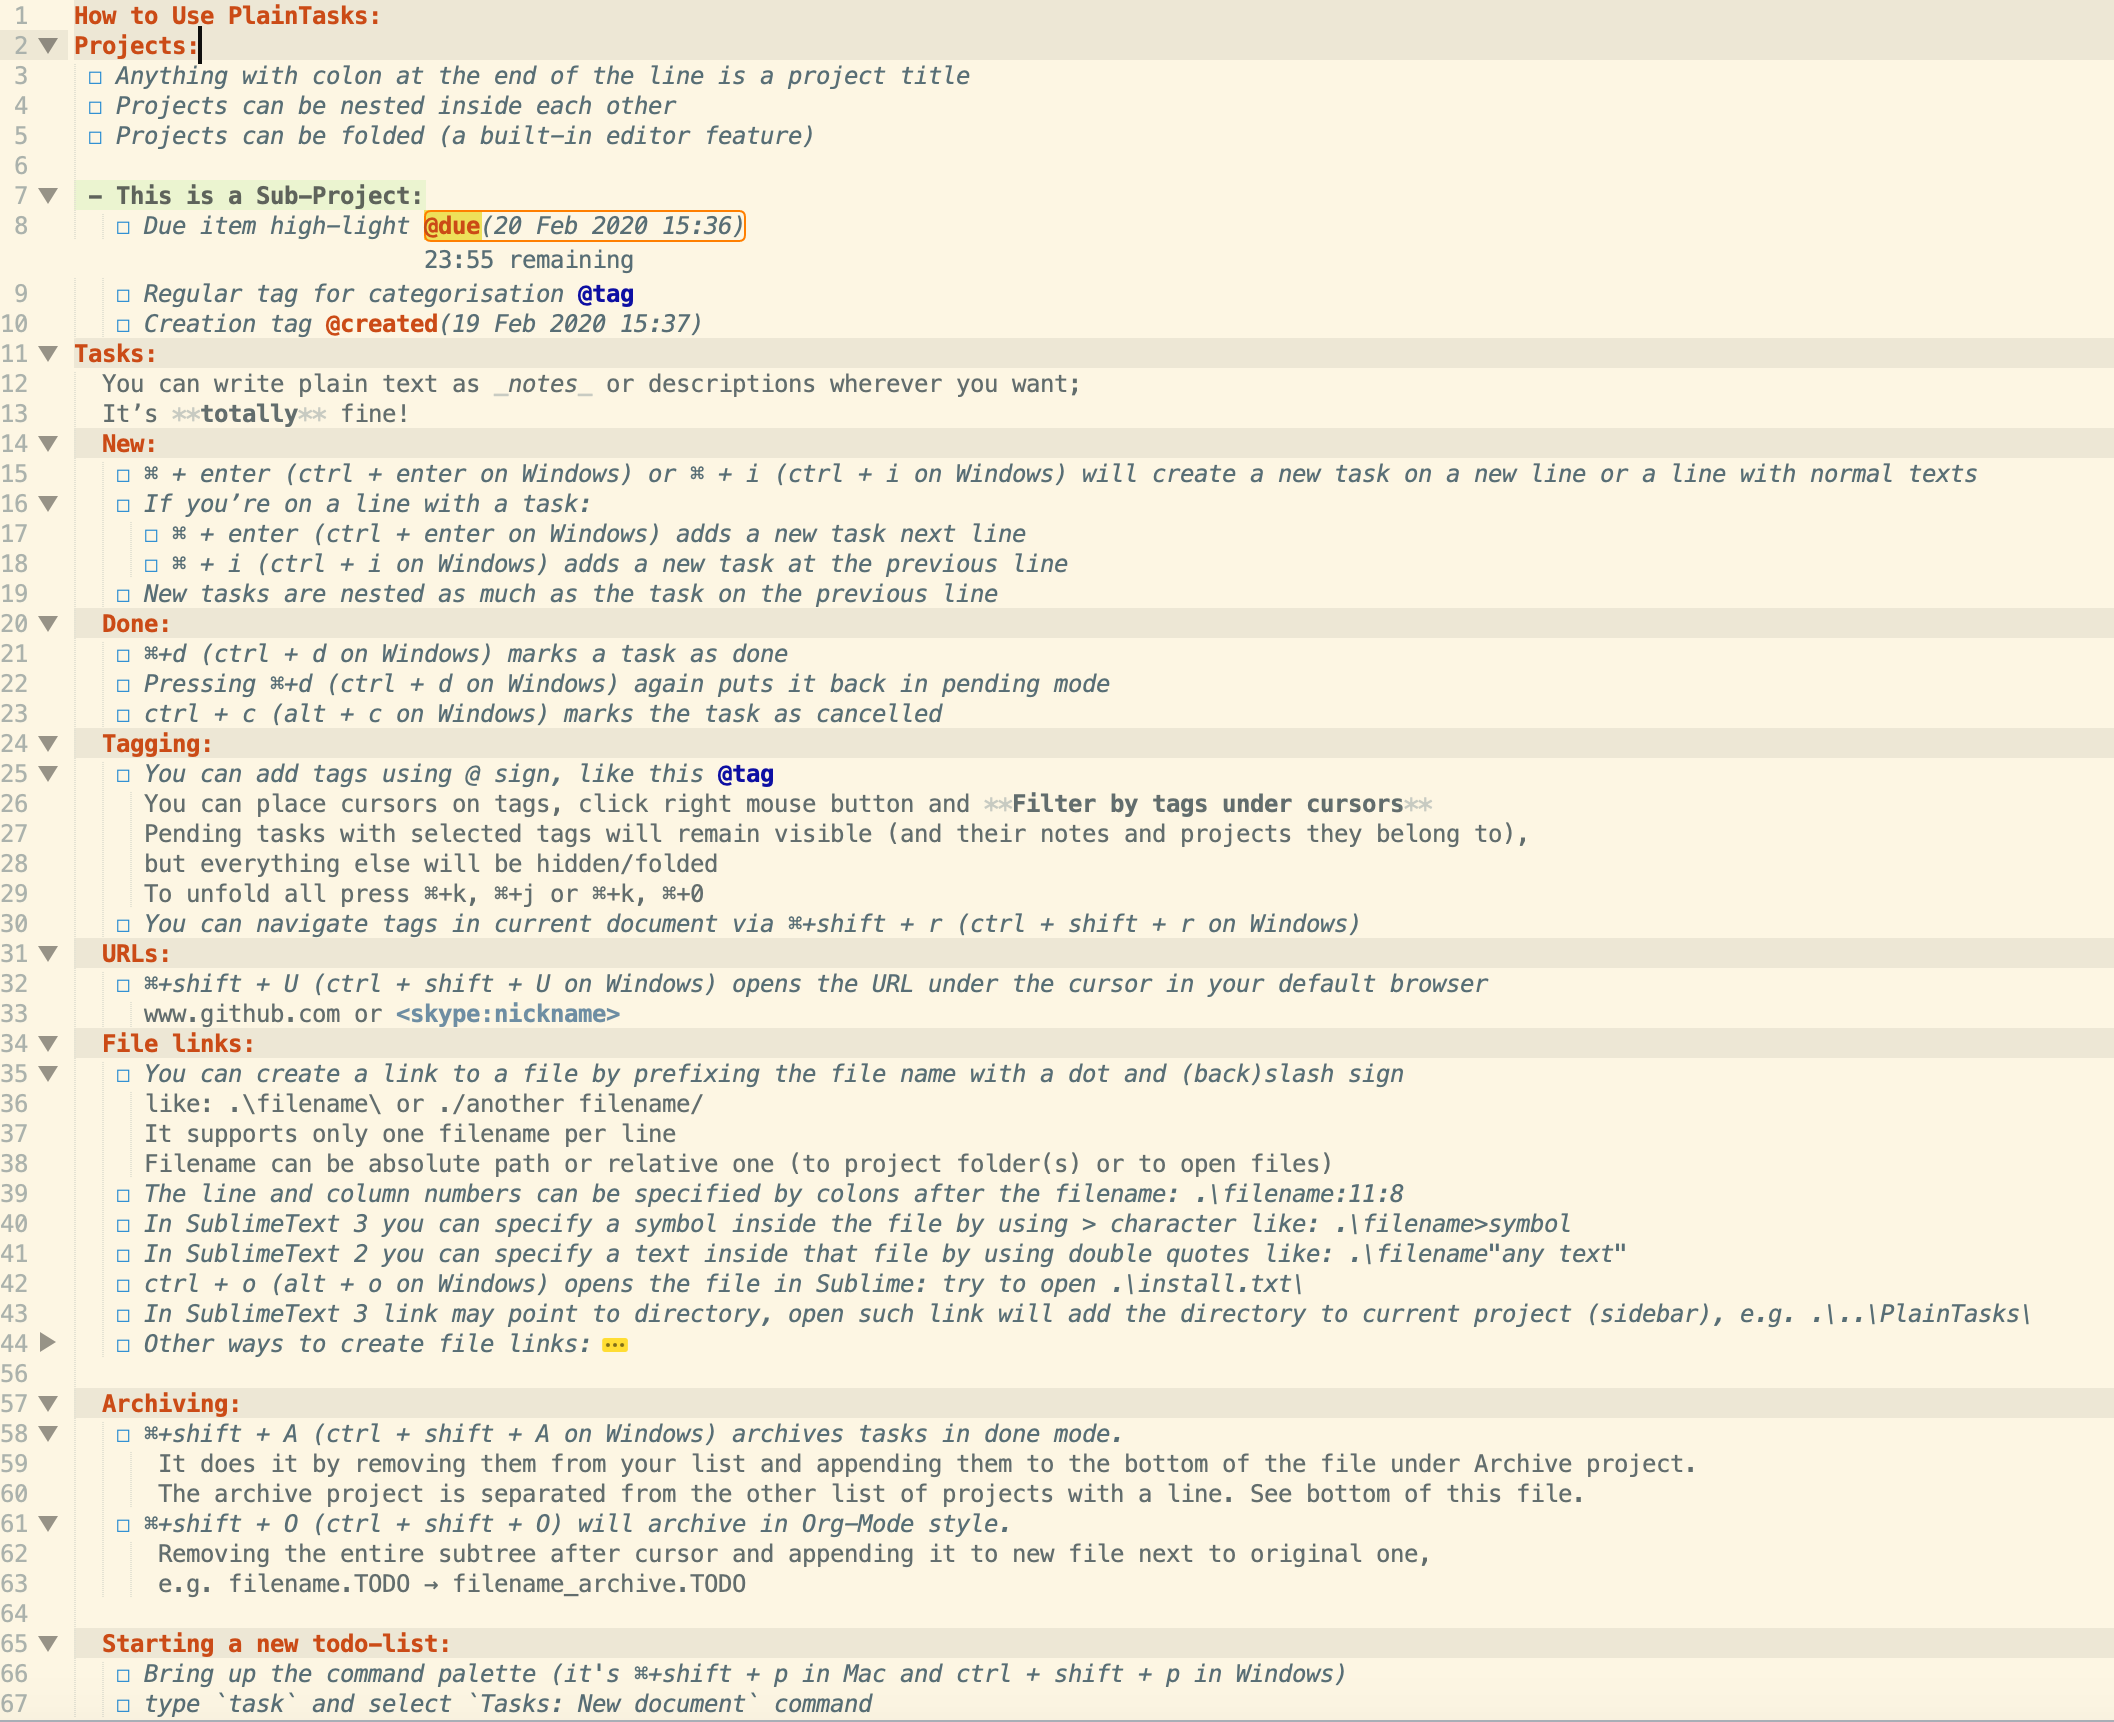 1 How to Use PlainTasks:
2 Projects:
3 □ Anything with colon at the end of the line is a project title
4 □ Projects can be nested inside each other
5 □ Projects can be folded (a built-in editor feature)
6
7 - This is a Sub-Project:
8 □ Due item high-light @due(20 Feb 2020 15:36)
23:55 remaining
9 □ Regular tag for categorisation @tag
10 □ Creation tag @created(19 Feb 2020 15:37)
11 Tasks:
12 You can write plain text as _notes_ or descriptions wherever you want;
13 It’s **totally** fine!
14 New:
15 □ ⌘ + enter (ctrl + enter on Windows) or ⌘ + i (ctrl + i on Windows) will create a new task on a new line or a line with normal texts
16 □ If you’re on a line with a task:
17 □ ⌘ + enter (ctrl + enter on Windows) adds a new task next line
18 □ ⌘ + i (ctrl + i on Windows) adds a new task at the previous line
19 □ New tasks are nested as much as the task on the previous line
20 Done:
21 □ ⌘+d (ctrl + d on Windows) marks a task as done
22 □ Pressing ⌘+d (ctrl + d on Windows) again puts it back in pending mode
23 □ ctrl + c (alt + c on Windows) marks the task as cancelled
24 Tagging:
25 □ You can add tags using @ sign, like this @tag
26 You can place cursors on tags, click right mouse button and **Filter by tags under cursors**
27 Pending tasks with selected tags will remain visible (and their notes and projects they belong to),
28 but everything else will be hidden/folded
29 To unfold all press ⌘+k, ⌘+j or ⌘+k, ⌘+0
30 □ You can navigate tags in current document via ⌘+shift + r (ctrl + shift + r on Windows)
31 URLs:
32 □ ⌘+shift + U (ctrl + shift + U on Windows) opens the URL under the cursor in your default browser
33 www.github.com or <skype:nickname>
34 File links:
35 □ You can create a link to a file by prefixing the file name with a dot and (back)slash sign
36 like: .\filename\ or ./another filename/
37 It supports only one filename per line
38 Filename can be absolute path or relative one (to project folder(s) or to open files)
39 □ The line and column numbers can be specified by colons after the filename: .\filename:11:8
40 □ In SublimeText 3 you can specify a symbol inside the file by using > character like: .\filename>symbol
41 □ In SublimeText 2 you can specify a text inside that file by using double quotes like: .\filename"any text"
42 □ ctrl + o (alt + o on Windows) opens the file in Sublime: try to open .\install.txt\
43 □ In SublimeText 3 link may point to directory, open such link will add the directory to current project (sidebar), e.g. .\..\PlainTasks\
44 □ Other ways to create file links: ...
56
57 Archiving:
58 □ ⌘+shift + A (ctrl + shift + A on Windows) archives tasks in done mode.
59 It does it by removing them from your list and appending them to the bottom of the file under Archive project.
60 The archive project is separated from the other list of projects with a line. See bottom of this file.
61 □ ⌘+shift + O (ctrl + shift + O) will archive in Org-Mode style.
62 Removing the entire subtree after cursor and appending it to new file next to original one,
63 e.g. filename.TODO → filename_archive.TODO
64
65 Starting a new todo-list:
66 □ Bring up the command palette (it's ⌘+shift + p in Mac and ctrl + shift + p in Windows)
67 □ type `task` and select `Tasks: New document` command